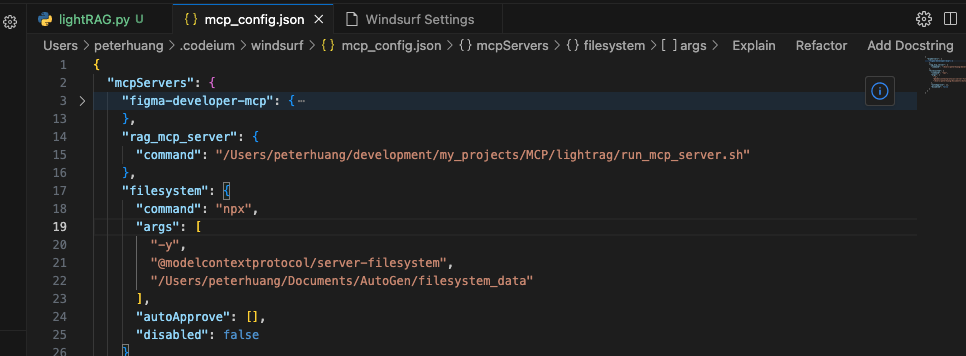 lightRAG.py U
{ } mcp_config.json ×
Windsurf Settings
Users > peterhuang > .codeium > windsurf > { } mcp_config.json > { } mcpServers > { } filesystem > [ ] args > Explain Refactor Add Docstring
1 {
2 "mcpServers": {
3 > "figma-developer-mcp": { ⋯
13 },
14 "rag_mcp_server": {
15 "command": "/Users/peterhuang/development/my_projects/MCP/lightrag/run_mcp_server.sh"
16 },
17 "filesystem": {
18 "command": "npx",
19 "args": [
20 "-y",
21 "@modelcontextprotocol/server-filesystem",
22 "/Users/peterhuang/Documents/AutoGen/filesystem_data"
23 ],
24 "autoApprove": [],
25 "disabled": false
26 }